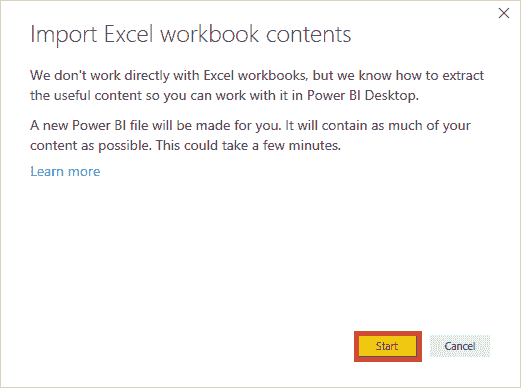 Import Excel workbook contents
We don't work directly with Excel workbooks, but we know how to extract
the useful content so you can work with it in Power BI Desktop.
A new Power BI file will be made for you. It will contain as much of your
content as possible. This could take a few minutes.
Learn more
Start Cancel